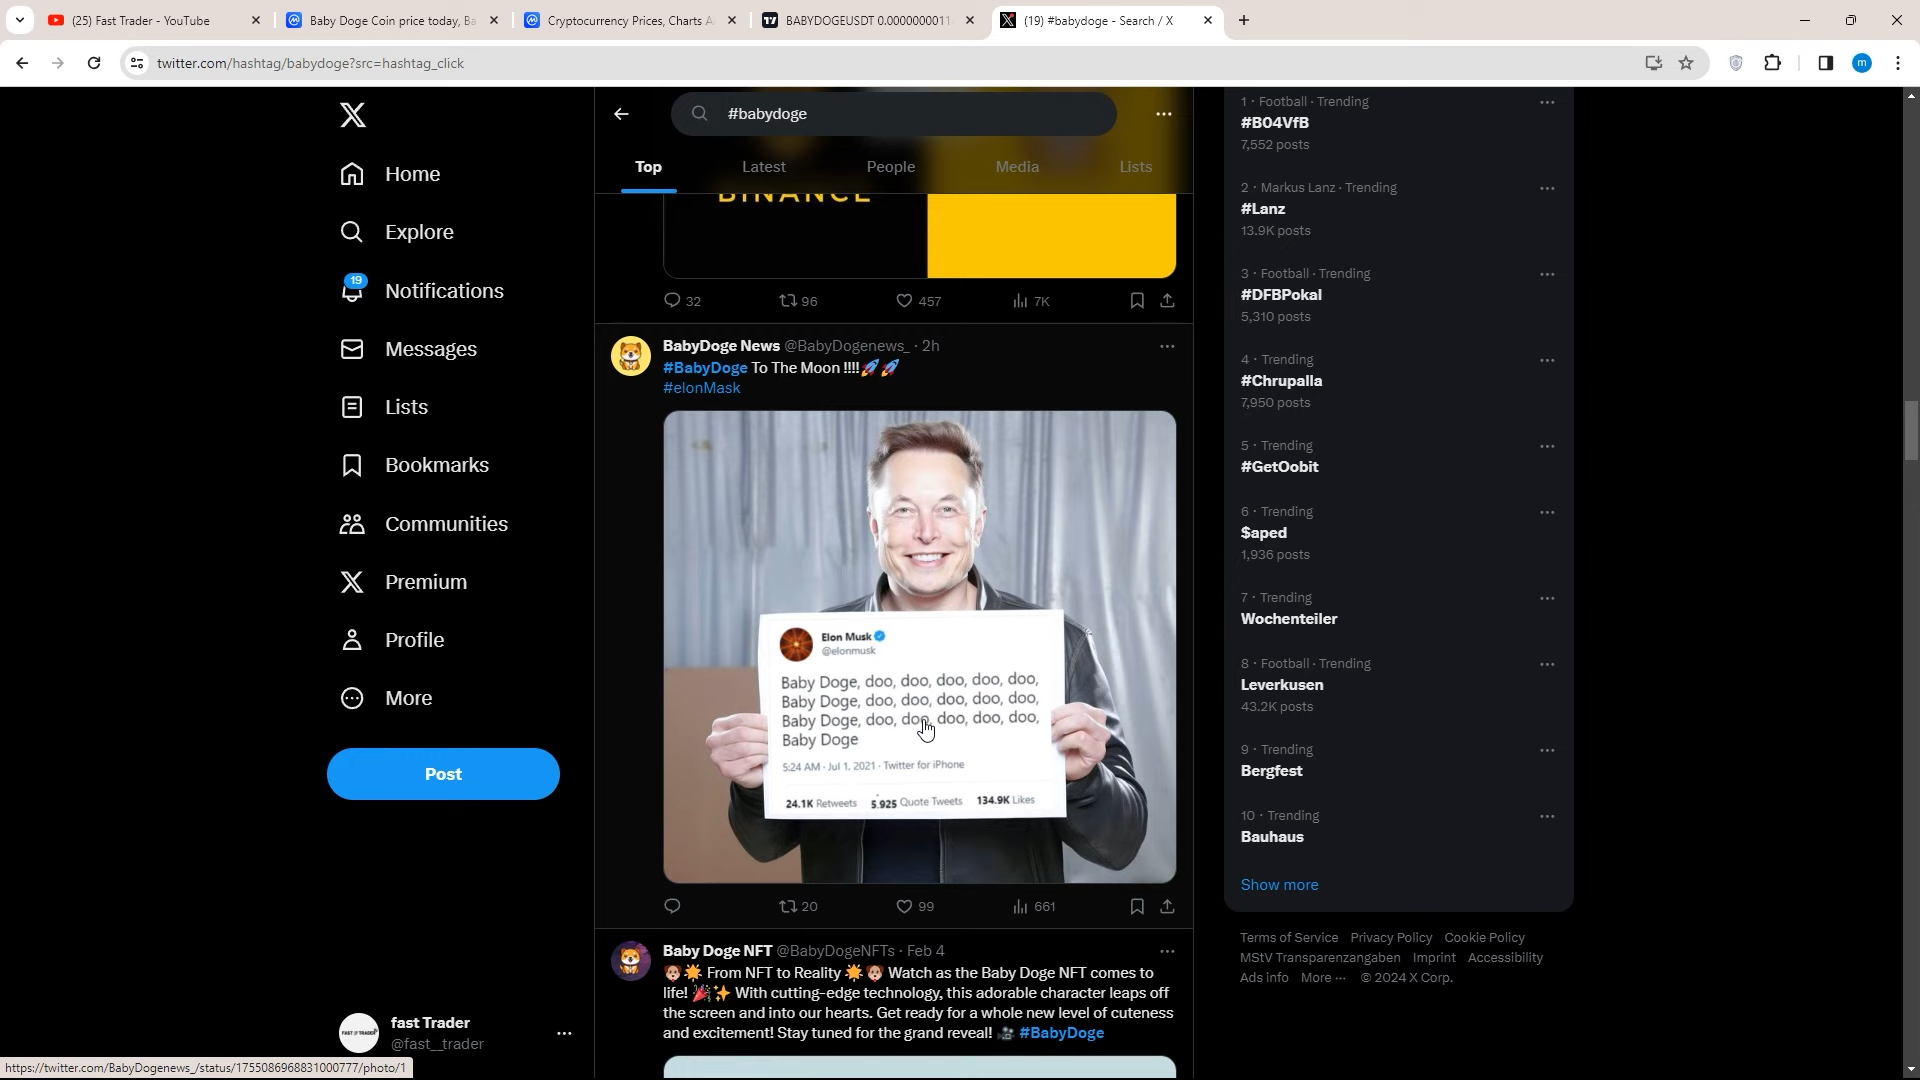 (25) Fast Trader - YouTube
Baby Doge Coin price today, Ba
Cryptocurrency Prices, Charts A
BABYDOGEUSDT 0.0000000011
(19) #babydoge - Search / X
twitter.com/hashtag/babydoge?src=hashtag_click
m
Home
Explore
19
Notifications
Messages
Lists
Bookmarks
Communities
Premium
Profile
More
Post
fast Trader
@fast__trader
FAST TRADER
https://twitter.com/BabyDogenews_/status/1755086968831000777/photo/1
#babydoge
Top
Latest
People
Media
Lists
BINANCE
32
96
457
7K
BabyDoge News @BabyDogenews_ · 2h
#BabyDoge To The Moon !!!!🚀🚀
#elonMask
Elon Musk
@elonmusk
Baby Doge, doo, doo, doo, doo, doo,
Baby Doge, doo, doo, doo, doo, doo,
Baby Doge, doo, doo, doo, doo, doo,
Baby Doge
5:24 AM · Jul 1, 2021 · Twitter for iPhone
24.1K Retweets 5.925 Quote Tweets 134.9K Likes
20
99
661
Baby Doge NFT @BabyDogeNFTs · Feb 4
🐶🌟 From NFT to Reality 🌟🐶 Watch as the Baby Doge NFT comes to
life! 🎉✨ With cutting-edge technology, this adorable character leaps off
the screen and into our hearts. Get ready for a whole new level of cuteness
and excitement! Stay tuned for the grand reveal! 🎥 #BabyDoge
1 · Football · Trending
#B04VfB
7,552 posts
2 · Markus Lanz · Trending
#Lanz
13.9K posts
3 · Football · Trending
#DFBPokal
5,310 posts
4 · Trending
#Chrupalla
7,950 posts
5 · Trending
#GetOobit
6 · Trending
$aped
1,936 posts
7 · Trending
Wochenteiler
8 · Football · Trending
Leverkusen
43.2K posts
9 · Trending
Bergfest
10 · Trending
Bauhaus
Show more
Terms of Service Privacy Policy Cookie Policy
MStV Transparenzangaben Imprint Accessibility
Ads info More ··· © 2024 X Corp.